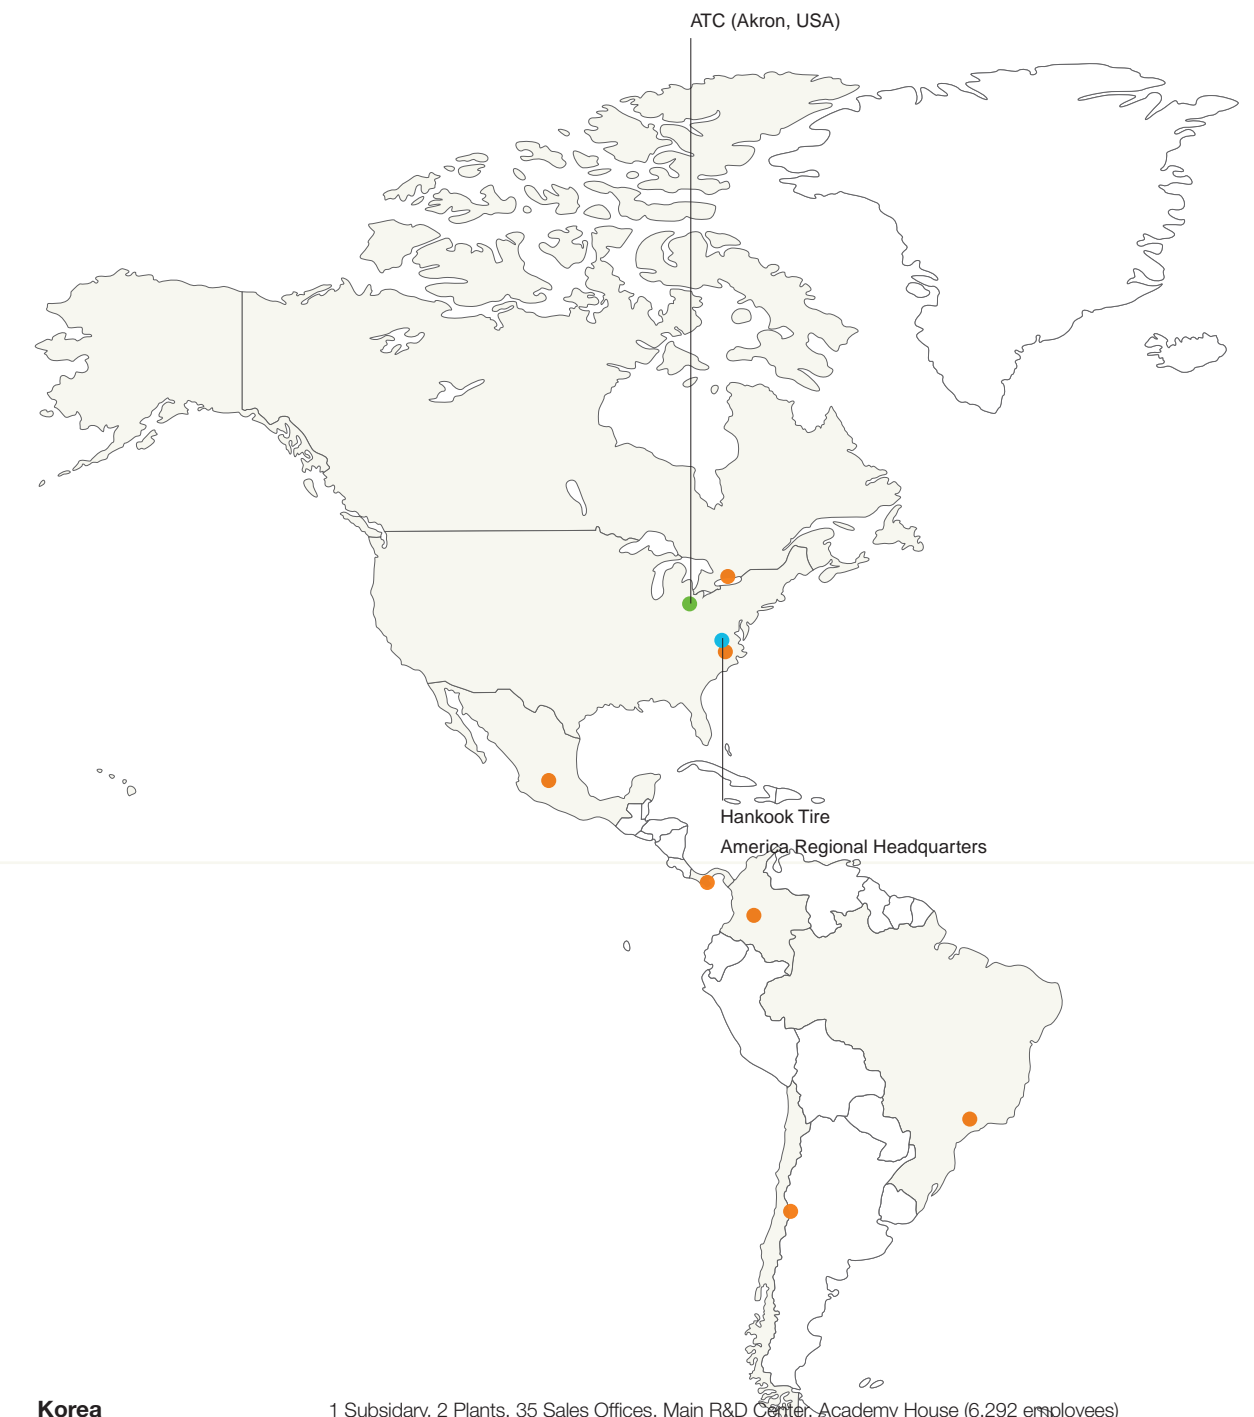 ATC (Akron, USA)
Hankook Tire
America Regional Headquarters
Korea 1 Subsidary, 2 Plants, 35 Sales Offices, Main R&D Center, Academy House (6,292 employees)